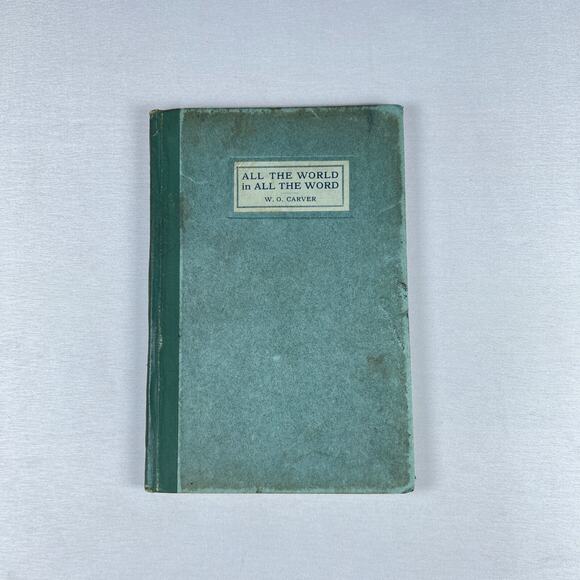 ALL THE WORLD
in ALL THE WORD
W. O. CARVER